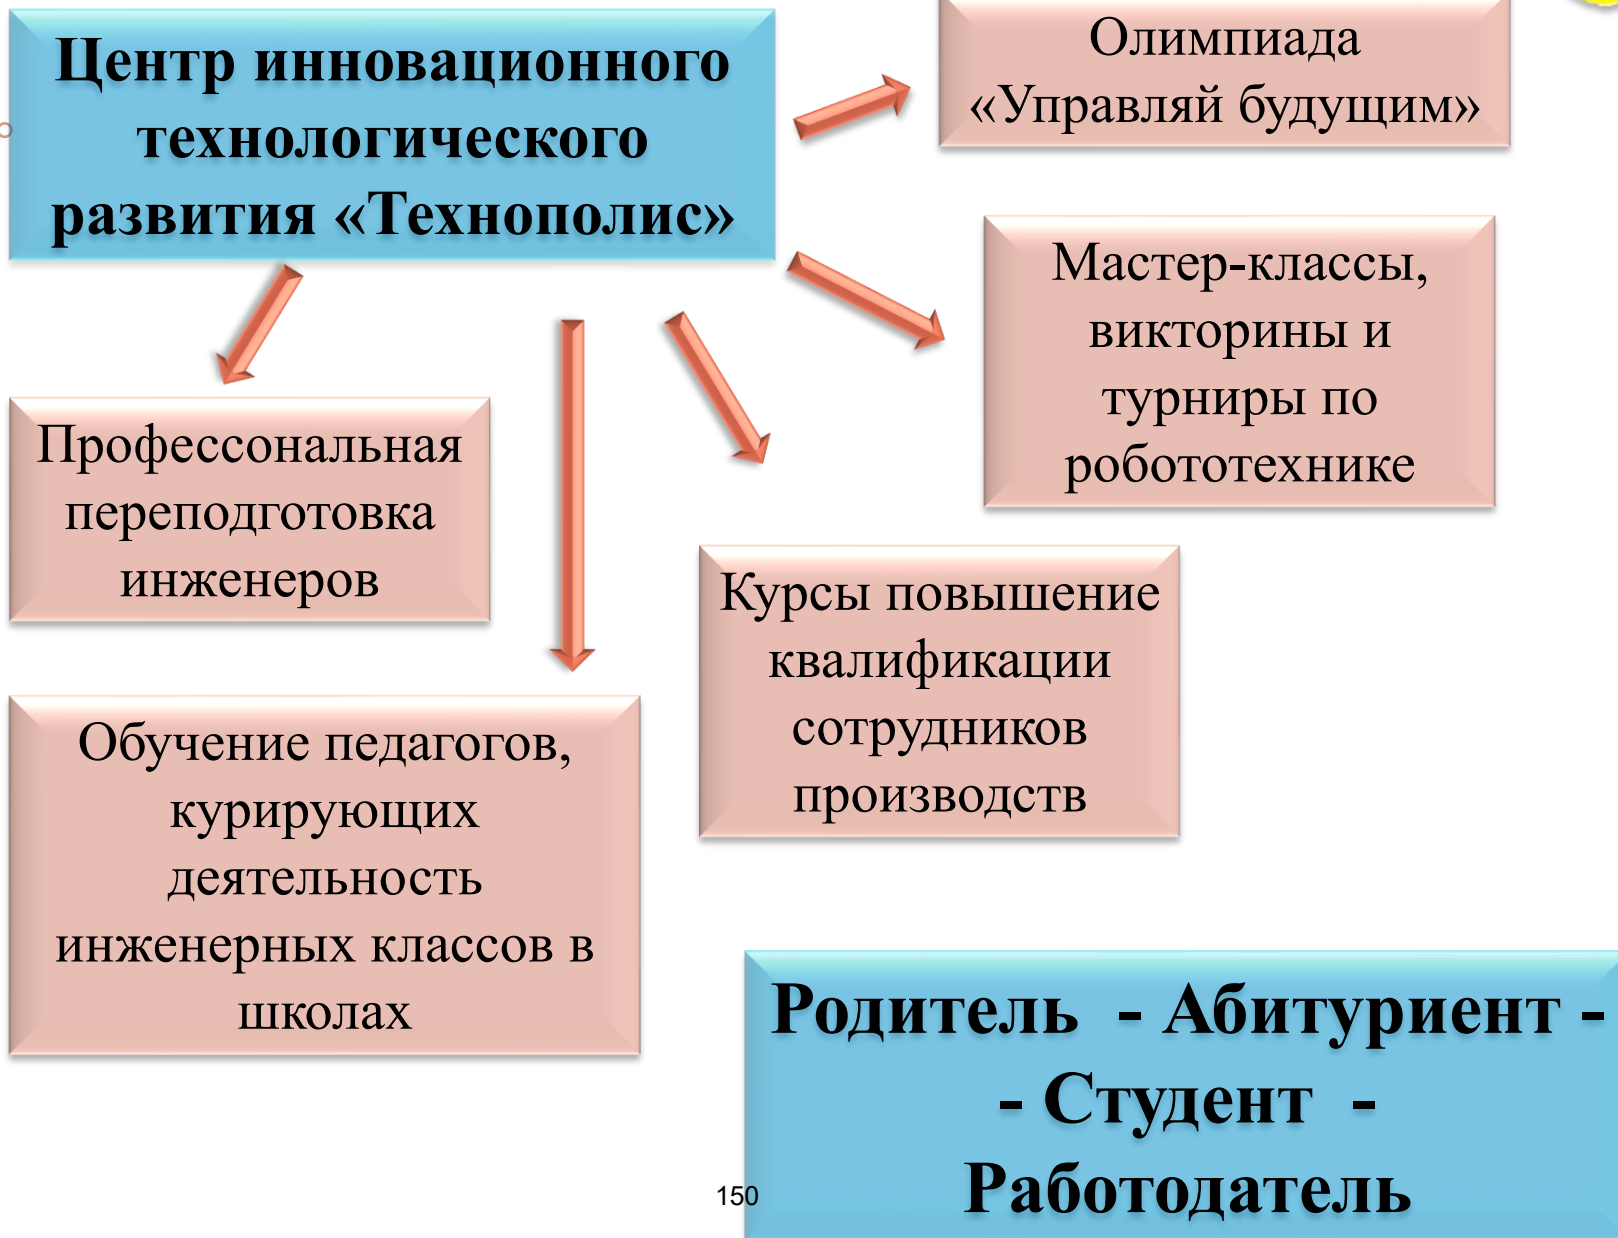 Центр инновационного
технологического
развития «Технополис»
Олимпиада
«Управляй будущим»
Мастер-классы,
викторины и
турниры по
робототехнике
Профессональная
переподготовка
инженеров
Курсы повышение
квалификации
сотрудников
производств
Обучение педагогов,
курирующих
деятельность
инженерных классов в
школах
Родитель - Абитуриент -
- Студент -
Работодатель
150